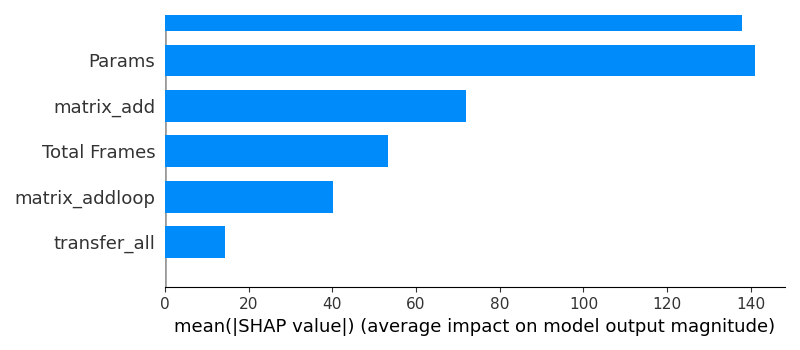 Params
matrix_add
Total Frames
matrix_addloop
transfer_all
0 20 40 60 80 100 120 140
mean(|SHAP value|) (average impact on model output magnitude)